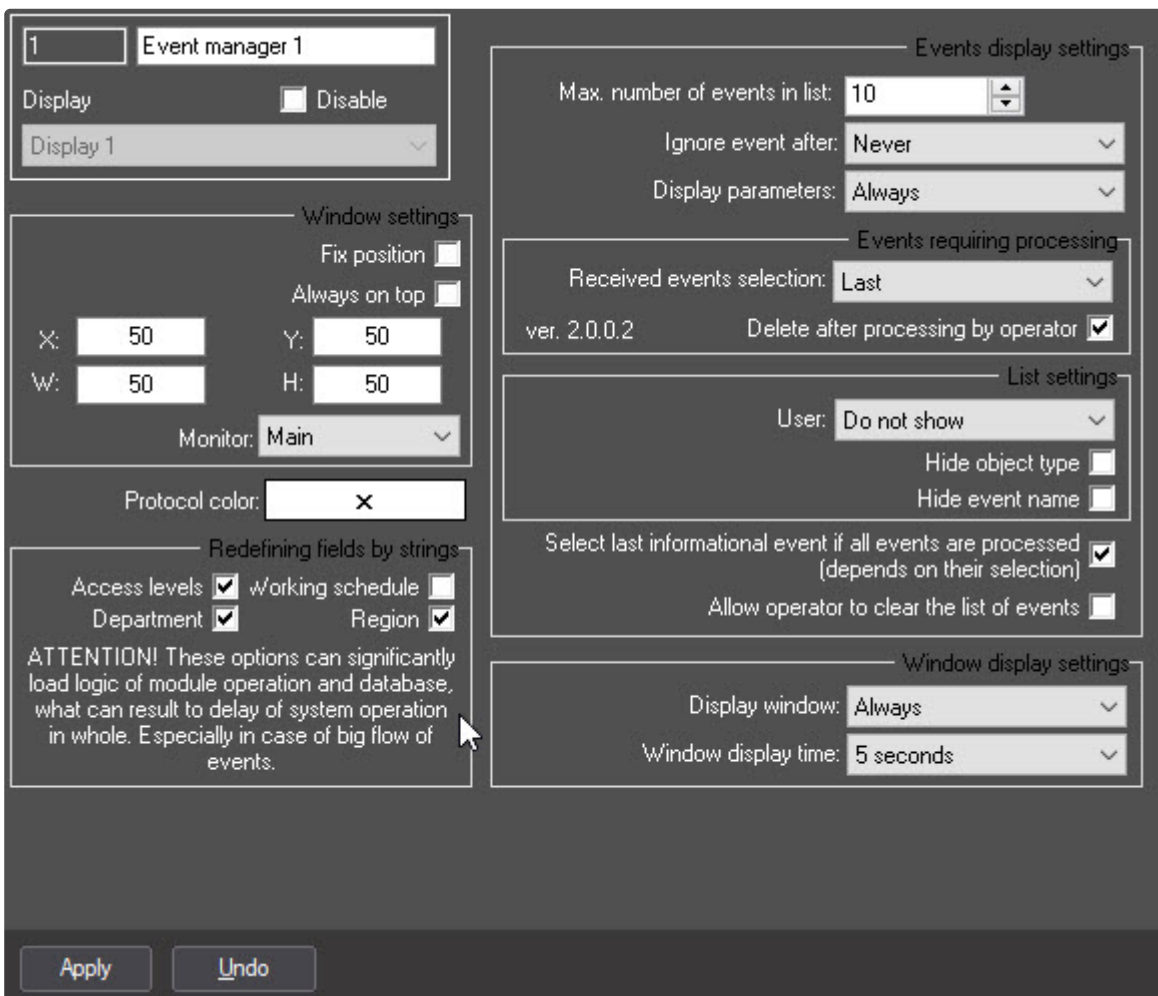 1
Event manager 1
Display
Disable
Display 1
Window settings
Fix position
Always on top
X: 50 Y: 50
W: 50 H: 50
Monitor: Main
Protocol color: X
Redefining fields by strings
Access levels Working schedule
Department Region
ATTENTION! These options can significantly
load logic of module operation and database,
what can result to delay of system operation
in whole. Especially in case of big flow of
events.
Events display settings
Max. number of events in list: 10
Ignore event after: Never
Display parameters: Always
Events requiring processing
Received events selection: Last
ver. 2.0.0.2 Delete after processing by operator
List settings
User: Do not show
Hide object type
Hide event name
Select last informational event if all events are processed
(depends on their selection)
Allow operator to clear the list of events
Window display settings
Display window: Always
Window display time: 5 seconds
Apply Undo